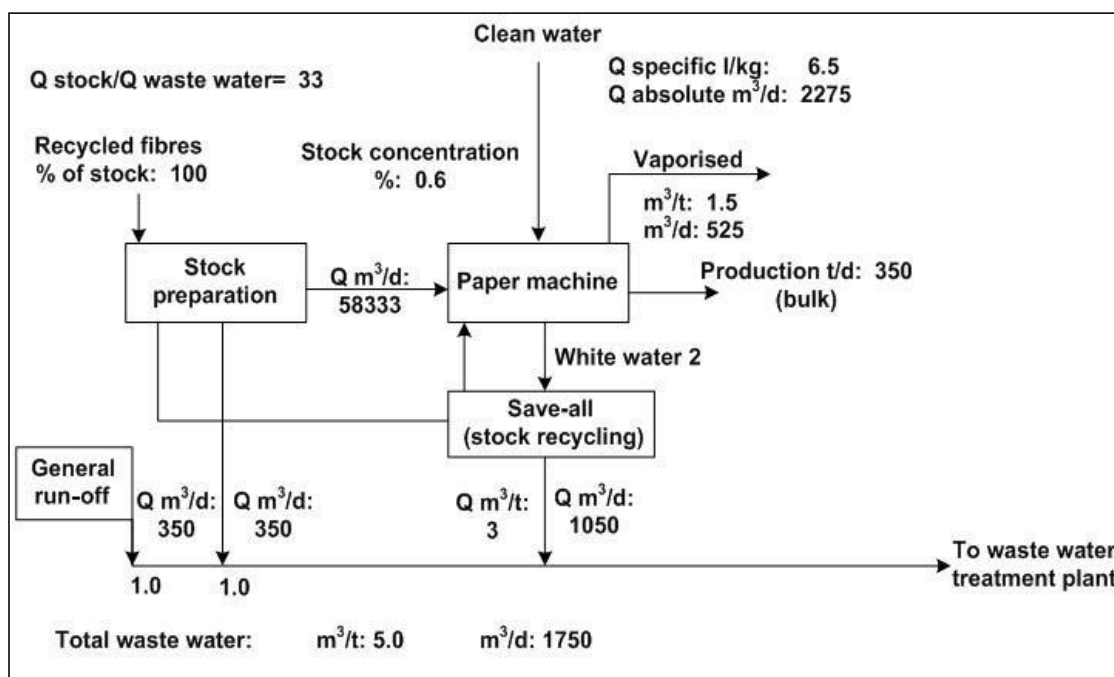 Clean water
Q stock/Q waste water= 33
Q specific l/kg: 6.5
Q absolute m³/d: 2275
Recycled fibres
% of stock: 100
Stock concentration
%: 0.6
Vaporised
m³/t: 1.5
m³/d: 525
Stock
preparation
Q m³/d:
58333
Paper machine
Production t/d: 350
(bulk)
White water 2
Save-all
(stock recycling)
General
run-off
Q m³/d:
350
Q m³/d:
350
Q m³/t:
3
Q m³/d:
1050
To waste water
treatment plant
1.0
1.0
Total waste water: m³/t: 5.0 m³/d: 1750